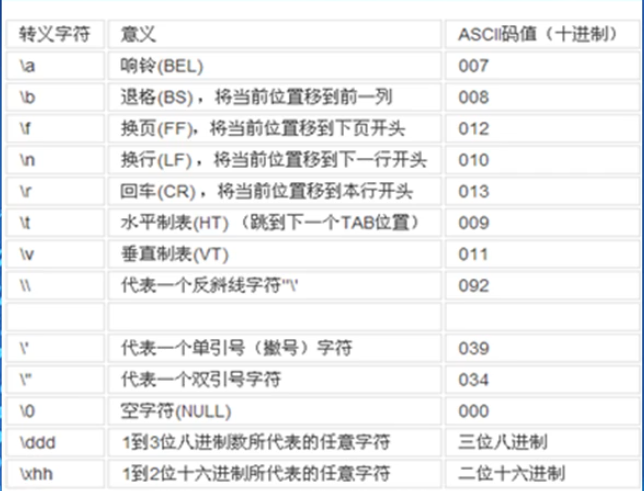 转义字符 意义 ASCII码值（十进制）
\a 响铃(BEL) 007
\b 退格(BS) ，将当前位置移到前一列 008
\f 换页(FF)，将当前位置移到下页开头 012
\n 换行(LF) ，将当前位置移到下一行开头 010
\r 回车(CR) ，将当前位置移到本行开头 013
\t 水平制表(HT) （跳到下一个TAB位置） 009
\v 垂直制表(VT) 011
\\ 代表一个反斜线字符''\' 092
\' 代表一个单引号（撇号）字符 039
\" 代表一个双引号字符 034
\0 空字符(NULL) 000
\ddd 1到3位八进制数所代表的任意字符 三位八进制
\xhh 1到2位十六进制所代表的任意字符 二位十六进制